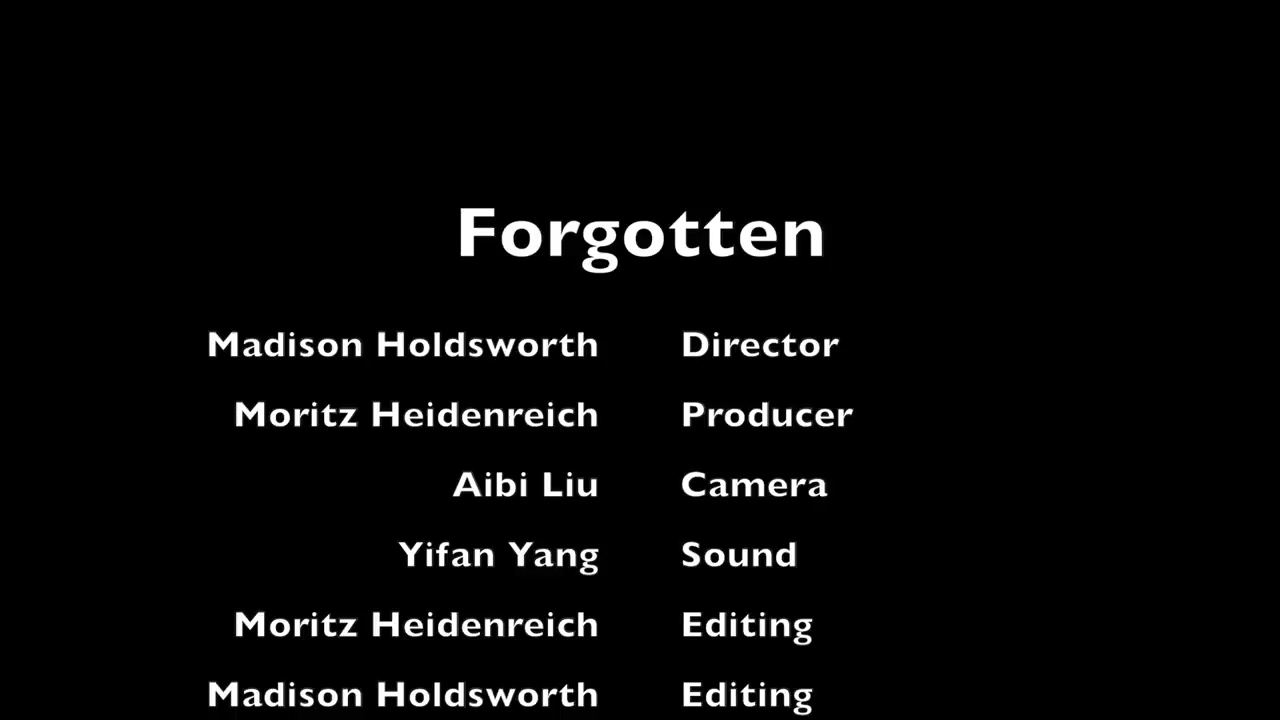 Forgotten
Madison Holdsworth Director
Moritz Heidenreich Producer
Aibi Liu Camera
Yifan Yang Sound
Moritz Heidenreich Editing
Madison Holdsworth Editing